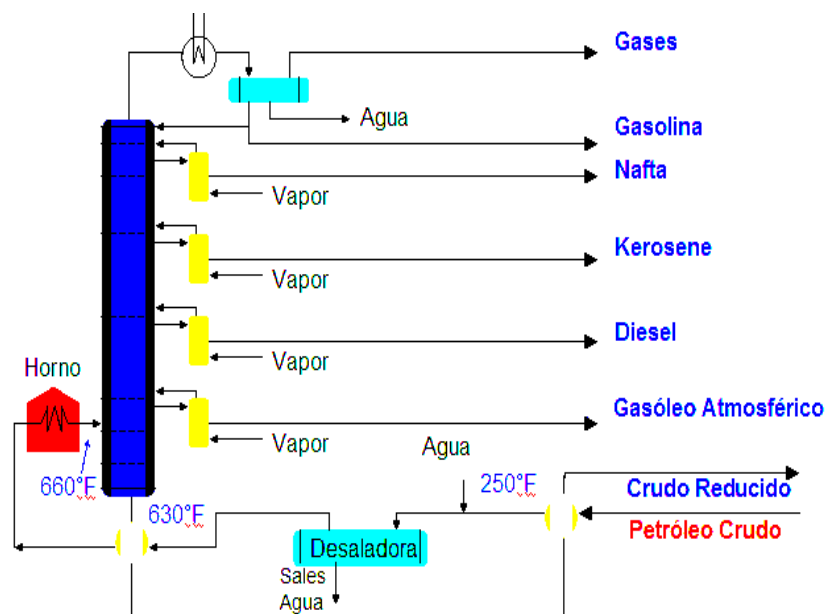 Gases
Agua
Gasolina
Nafta
Vapor
Kerosene
Vapor
Diesel
Vapor
Horno
Gasóleo Atmosférico
Vapor
Agua
660°F
250°F
Crudo Reducido
630°F
Petróleo Crudo
Desaladora
Sales
Agua